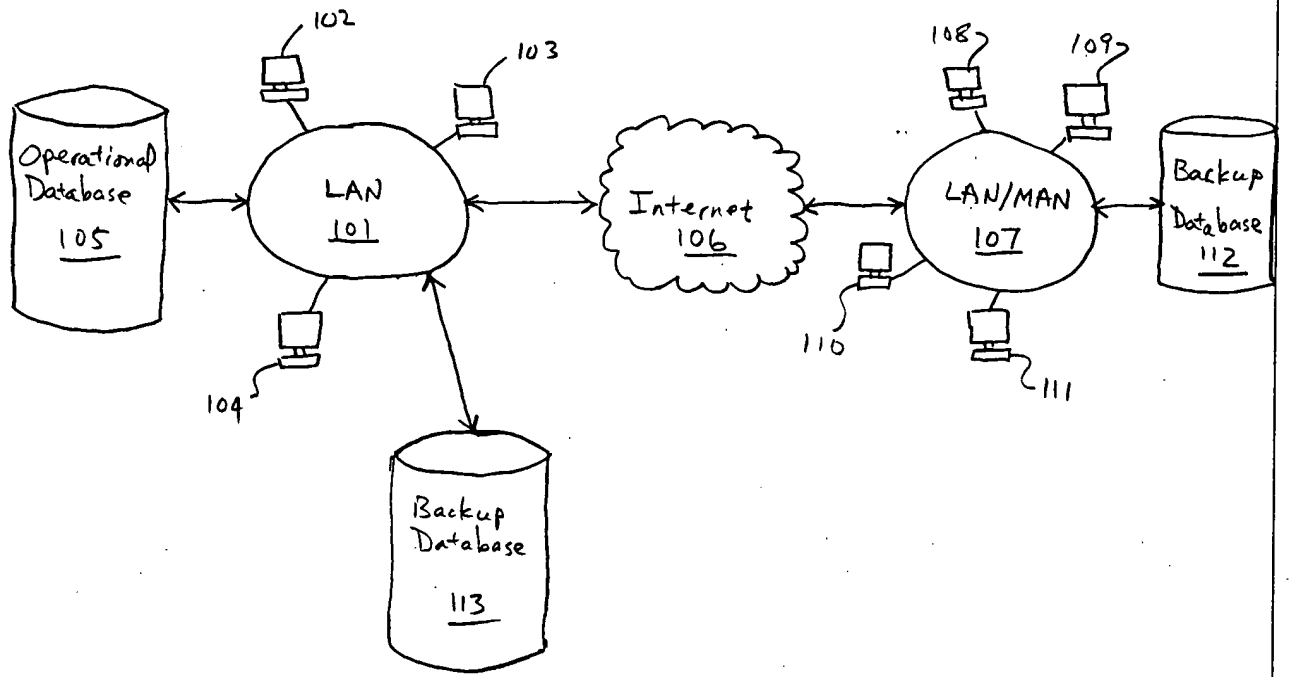 102
103
108
109
Operational
Database
105
LAN
101
Internet
106
LAN/MAN
107
Backup
Database
112
104
110
111
Backup
Database
113